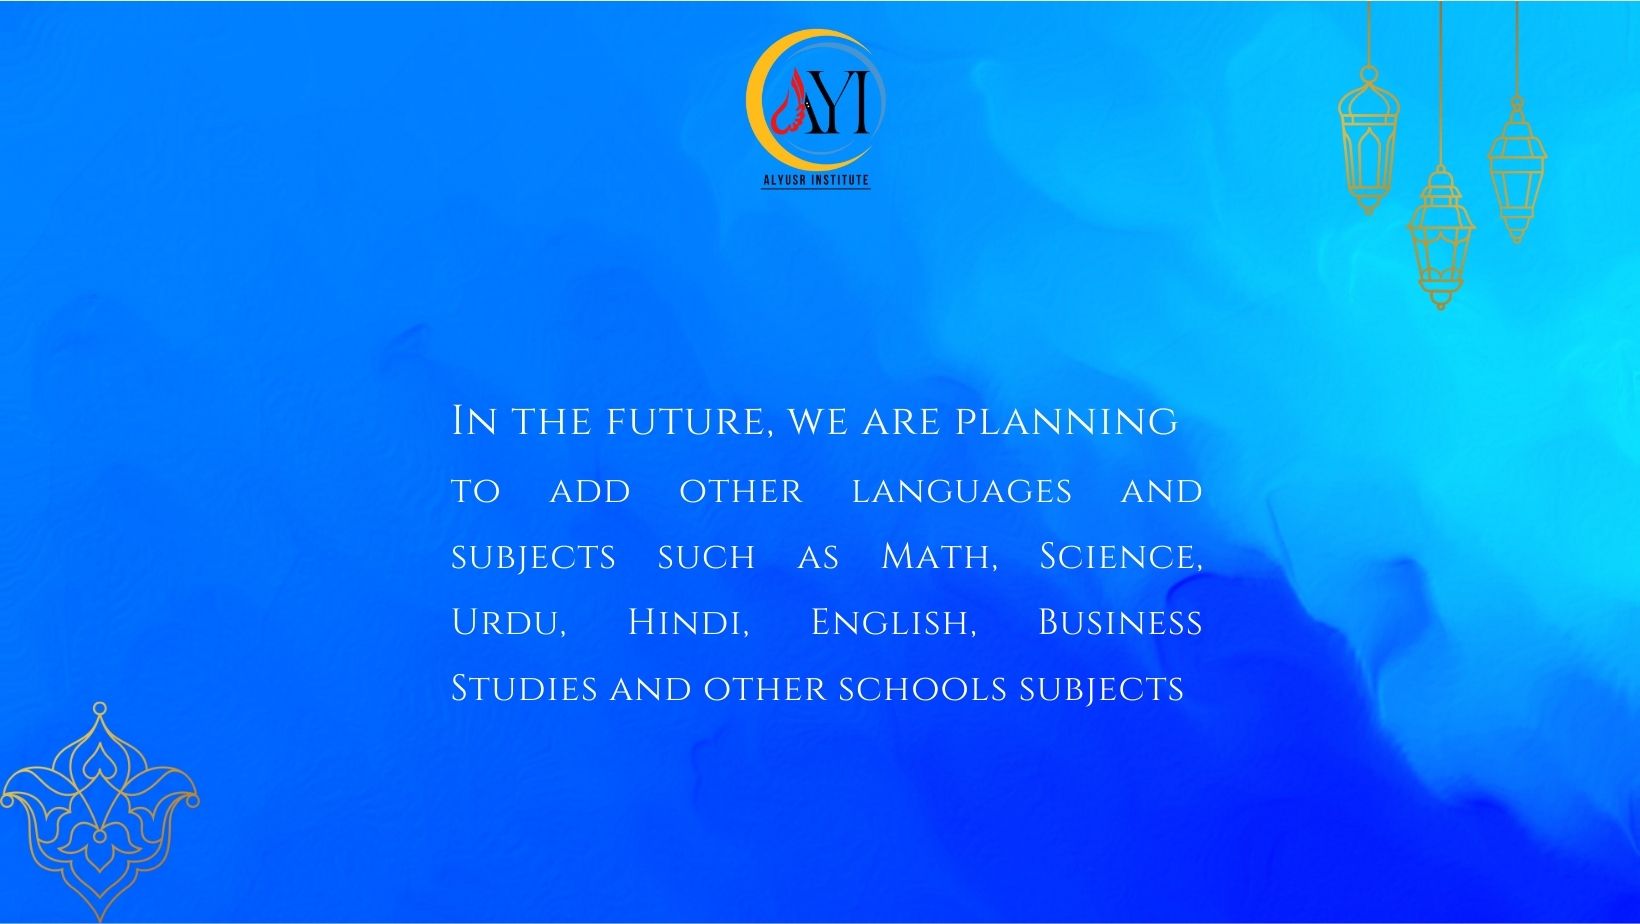 AYI
ALYUSR INSTITUTE
In the future, we are planning
to add other languages and
subjects such as Math, Science,
Urdu, Hindi, English, Business
Studies and other schools subjects